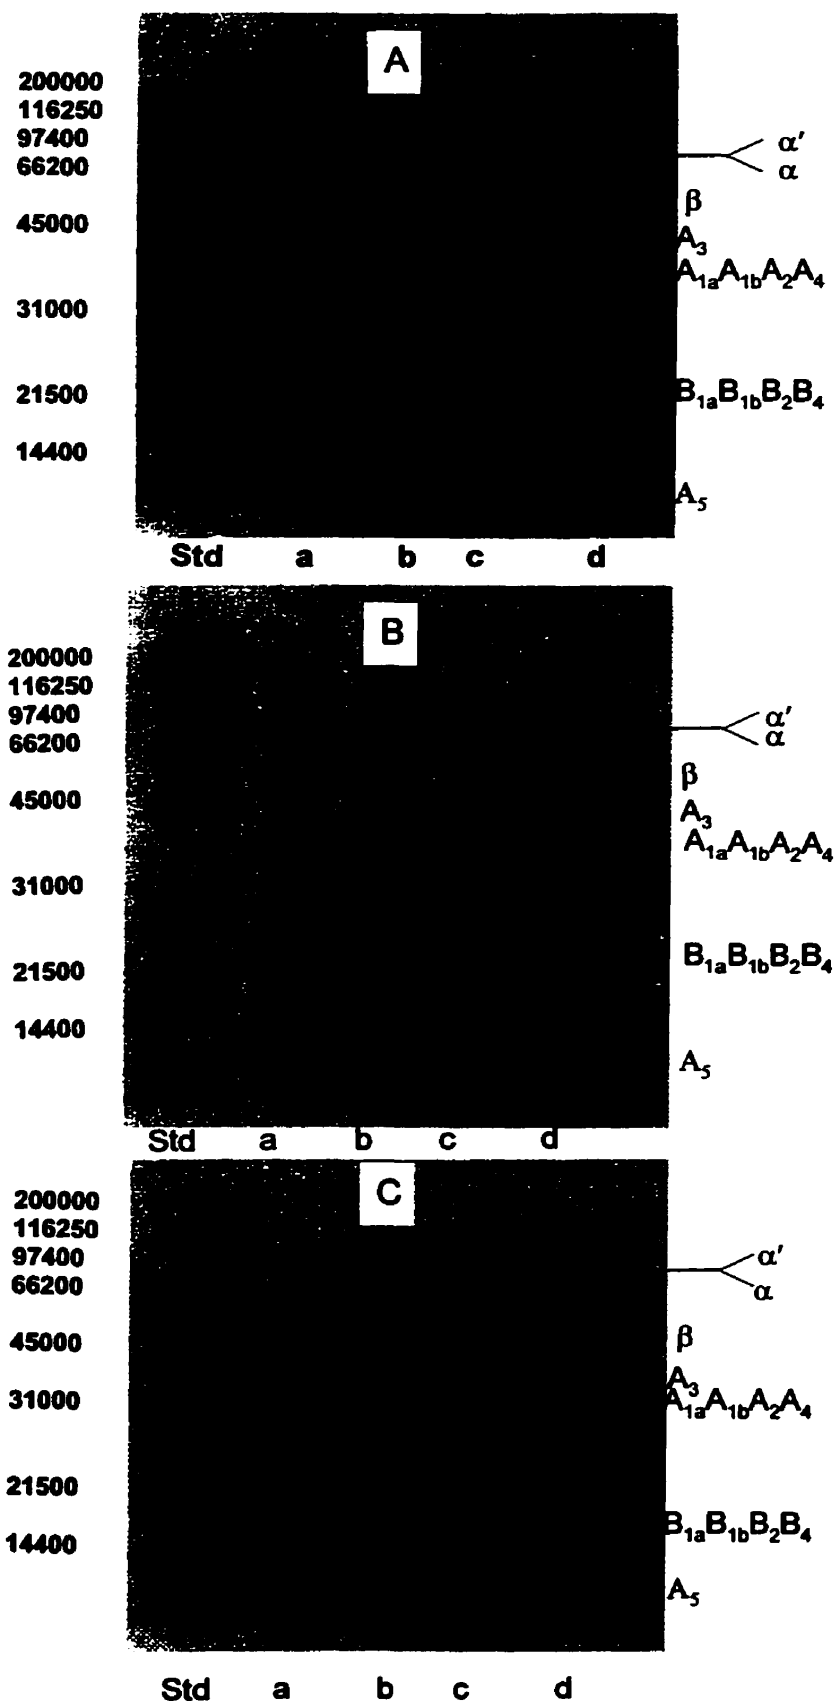 A
200000
116250
97400
66200
45000
31000
21500
14400
α'
α
β
A₃
A₁ₐA₁bA₂A₄
B₁ₐB₁bB₂B₄
A₅
Std a b c d
B
200000
116250
97400
66200
45000
31000
21500
14400
α'
α
β
A₃
A₁ₐA₁bA₂A₄
B₁ₐB₁bB₂B₄
A₅
Std a b c d
C
200000
116250
97400
66200
45000
31000
21500
14400
α'
α
β
A₃
A₁ₐA₁bA₂A₄
B₁ₐB₁bB₂B₄
A₅
Std a b c d